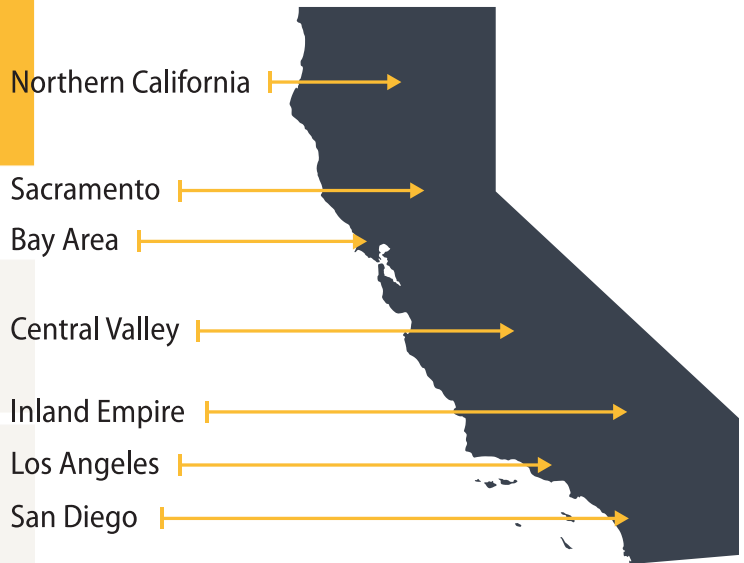 Northern California
Sacramento
Bay Area
Central Valley
Inland Empire
Los Angeles
San Diego